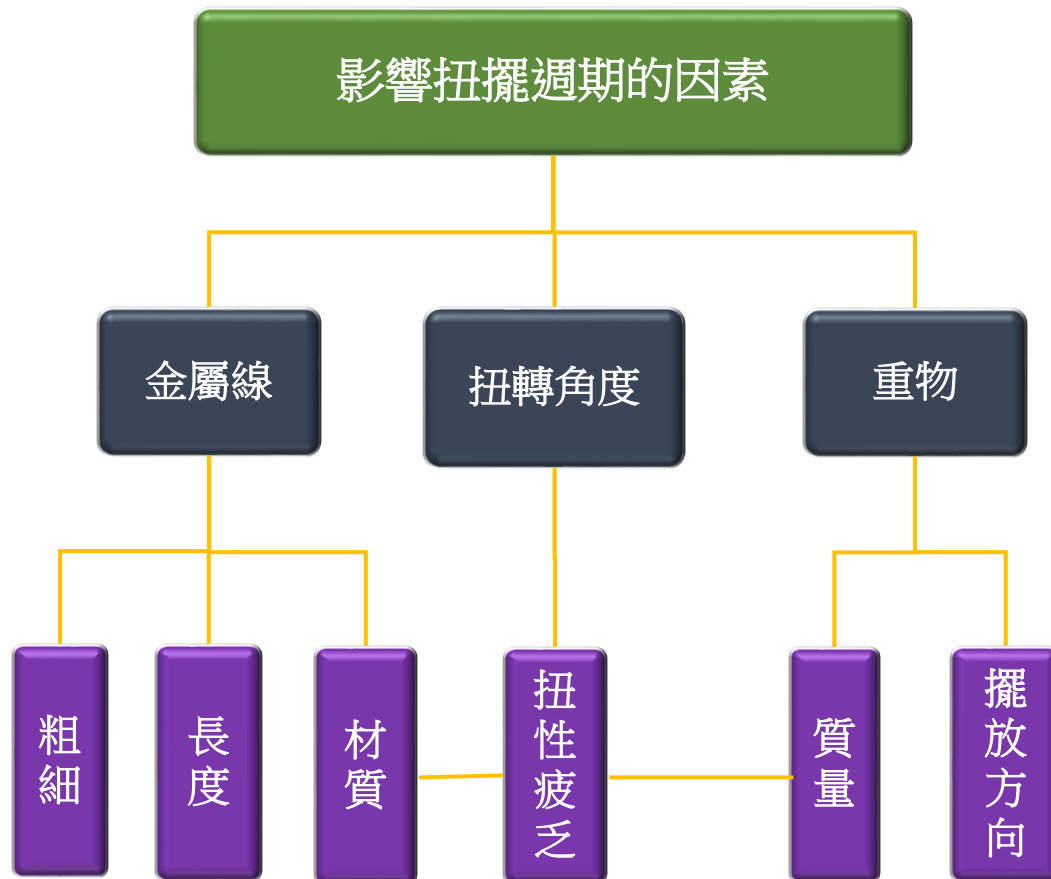 影響扭擺週期的因素
金屬線
扭轉角度
重物
粗細
長度
材質
扭性疲乏
質量
擺放方向